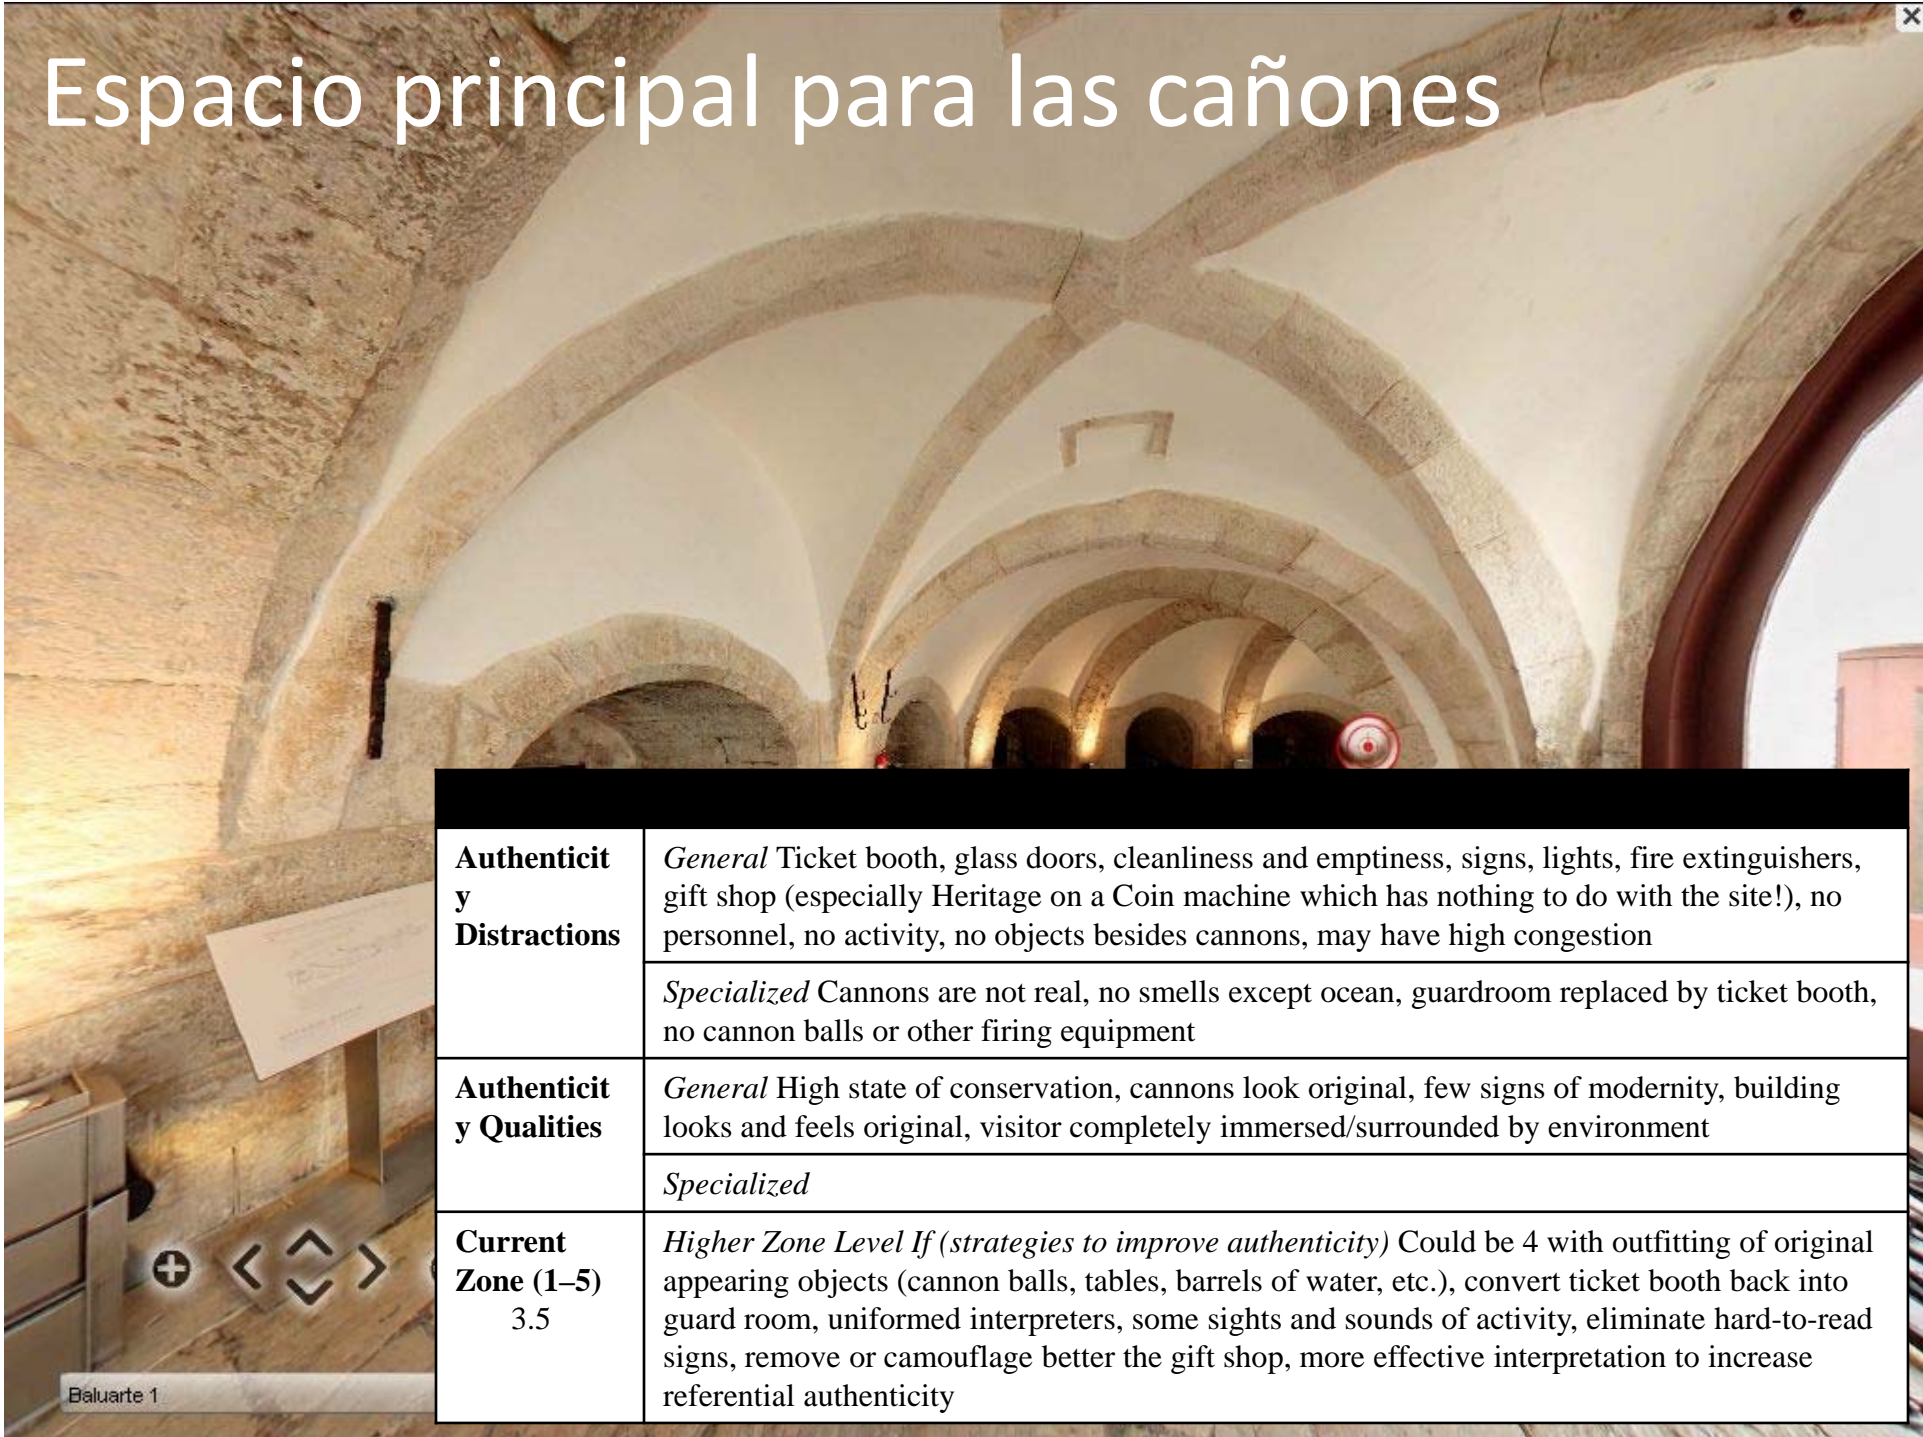 Espacio principal para las cañones
Authenticit
y
Distractions
General Ticket booth, glass doors, cleanliness and emptiness, signs, lights, fire extinguishers,
gift shop (especially Heritage on a Coin machine which has nothing to do with the site!), no
personnel, no activity, no objects besides cannons, may have high congestion
Specialized Cannons are not real, no smells except ocean, guardroom replaced by ticket booth,
no cannon balls or other firing equipment
Authenticit
y Qualities
General High state of conservation, cannons look original, few signs of modernity, building
looks and feels original, visitor completely immersed/surrounded by environment
Specialized
Current
Zone (1–5)
3.5
Higher Zone Level If (strategies to improve authenticity) Could be 4 with outfitting of original
appearing objects (cannon balls, tables, barrels of water, etc.), convert ticket booth back into
guard room, uniformed interpreters, some sights and sounds of activity, eliminate hard-to-read
signs, remove or camouflage better the gift shop, more effective interpretation to increase
referential authenticity
Baluarte 1